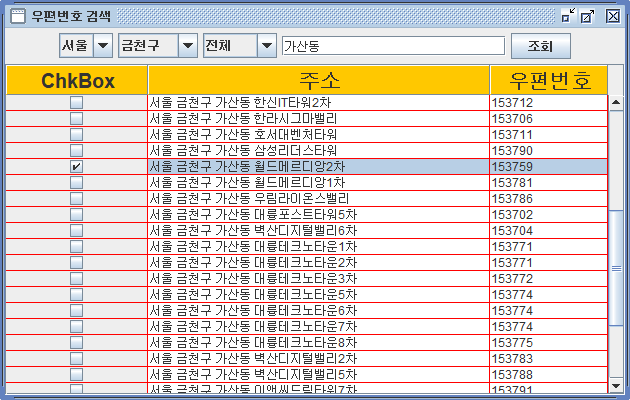 우편번호 검색
서울 금천구 전체 가산동 조회
ChkBox 주소 우편번호
서울 금천구 가산동 한신IT타워2차 153712
서울 금천구 가산동 한라시그마밸리 153706
서울 금천구 가산동 호서대벤처타워 153711
서울 금천구 가산동 삼성리더스타워 153790
서울 금천구 가산동 월드메르디앙2차 153759
서울 금천구 가산동 월드메르디앙1차 153781
서울 금천구 가산동 우림라이온스밸리 153786
서울 금천구 가산동 대륭포스트타워5차 153702
서울 금천구 가산동 벽산디지털밸리6차 153704
서울 금천구 가산동 대륭테크노타운1차 153771
서울 금천구 가산동 대륭테크노타운2차 153771
서울 금천구 가산동 대륭테크노타운3차 153772
서울 금천구 가산동 대륭테크노타운5차 153774
서울 금천구 가산동 대륭테크노타운6차 153774
서울 금천구 가산동 대륭테크노타운7차 153774
서울 금천구 가산동 대륭테크노타운8차 153775
서울 금천구 가산동 벽산디지털밸리2차 153783
서울 금천구 가산동 벽산디지털밸리5차 153788
서울 금천구 가산동 이앤씨드림타워7차 153791